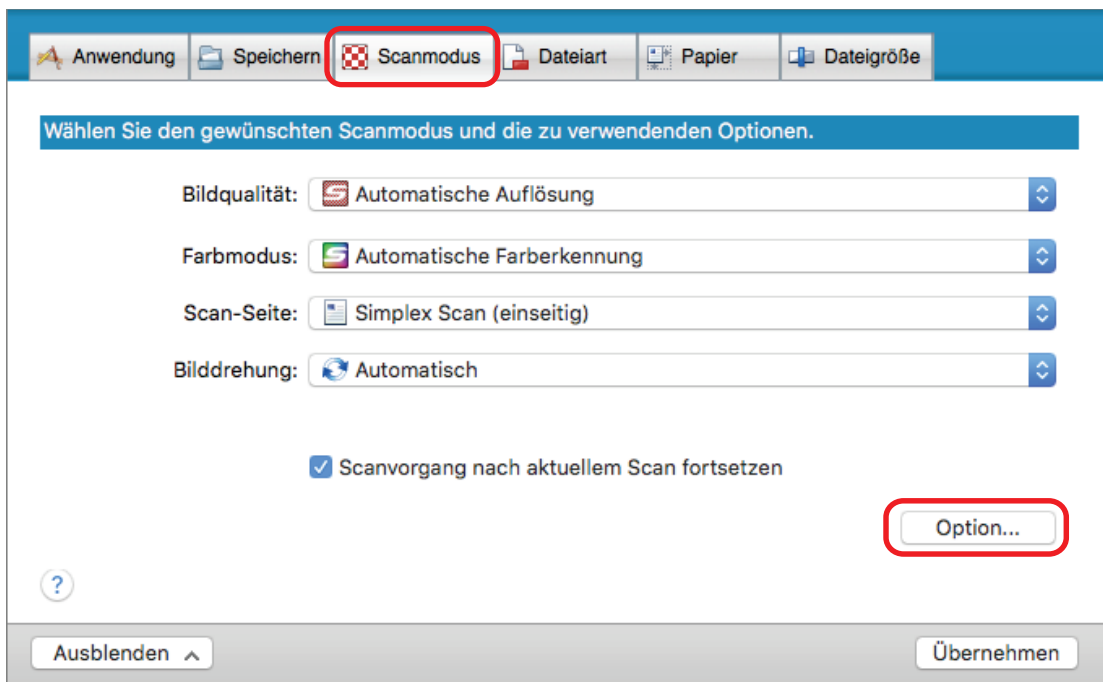 Anwendung Speichern Scanmodus Dateiart Papier Dateigröße
Wählen Sie den gewünschten Scanmodus und die zu verwendenden Optionen.
Bildqualität: Automatische Auflösung
Farbmodus: Automatische Farberkennung
Scan-Seite: Simplex Scan (einseitig)
Bilddrehung: Automatisch
Scanvorgang nach aktuellem Scan fortsetzen
Option...
?
Ausblenden Übernehmen